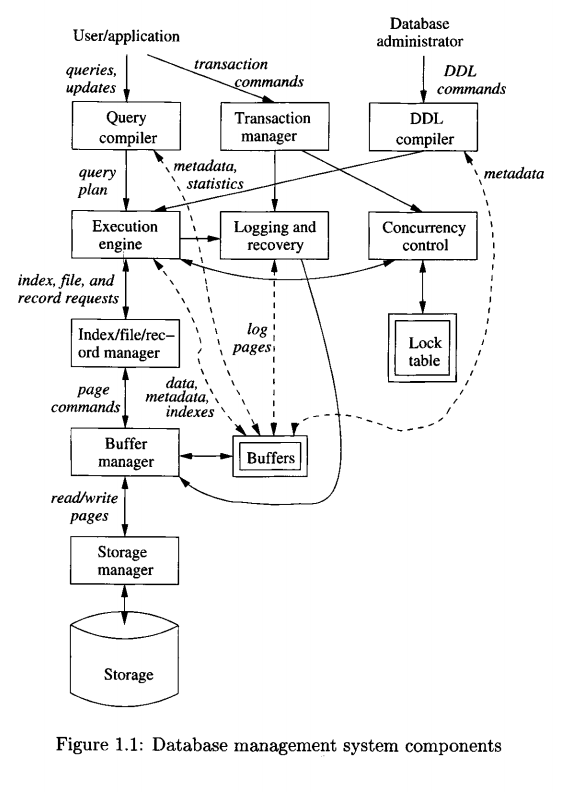 User/application
Database
administrator
queries,
updates
transaction
commands
DDL
commands
Query
compiler
Transaction
manager
DDL
compiler
query
plan
metadata,
statistics
metadata
Execution
engine
Logging and
recovery
Concurrency
control
index, file, and
record requests
log
pages
Index/file/rec-
ord manager
Lock
table
page
commands
data,
metadata,
indexes
Buffer
manager
Buffers
read/write
pages
Storage
manager
Storage
Figure 1.1: Database management system components